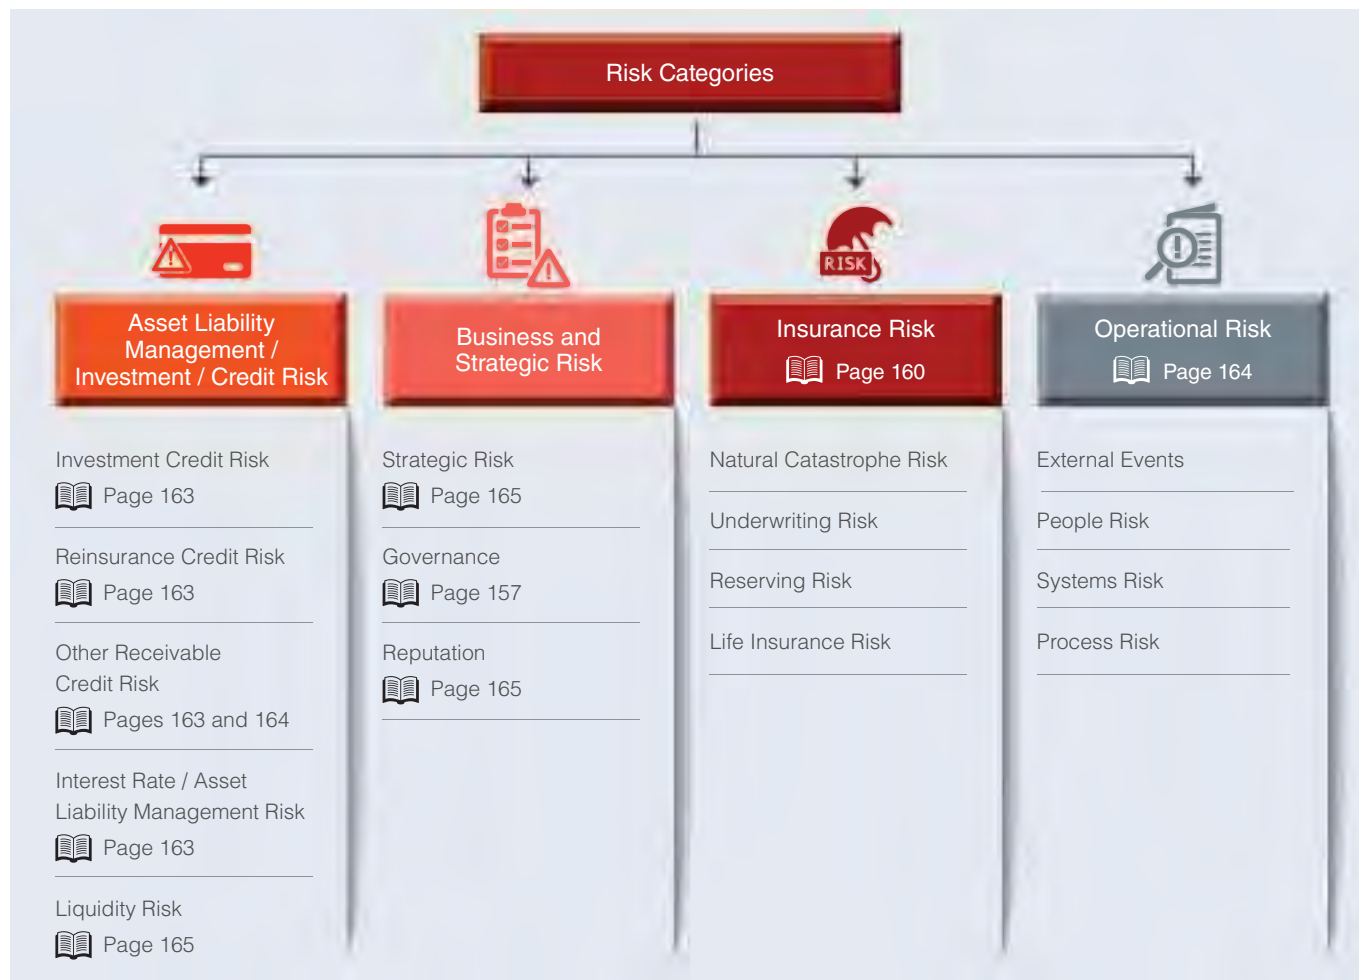 Risk Categories
RISK
Asset Liability
Management /
Investment / Credit Risk
Investment Credit Risk
Page 163
Reinsurance Credit Risk
Page 163
Other Receivable
Credit Risk
Pages 163 and 164
Interest Rate / Asset
Liability Management Risk
Page 163
Liquidity Risk
Page 165
Business and
Strategic Risk
Strategic Risk
Page 165
Governance
Page 157
Reputation
Page 165
Insurance Risk
Page 160
Natural Catastrophe Risk
Underwriting Risk
Reserving Risk
Life Insurance Risk
Operational Risk
Page 164
External Events
People Risk
Systems Risk
Process Risk